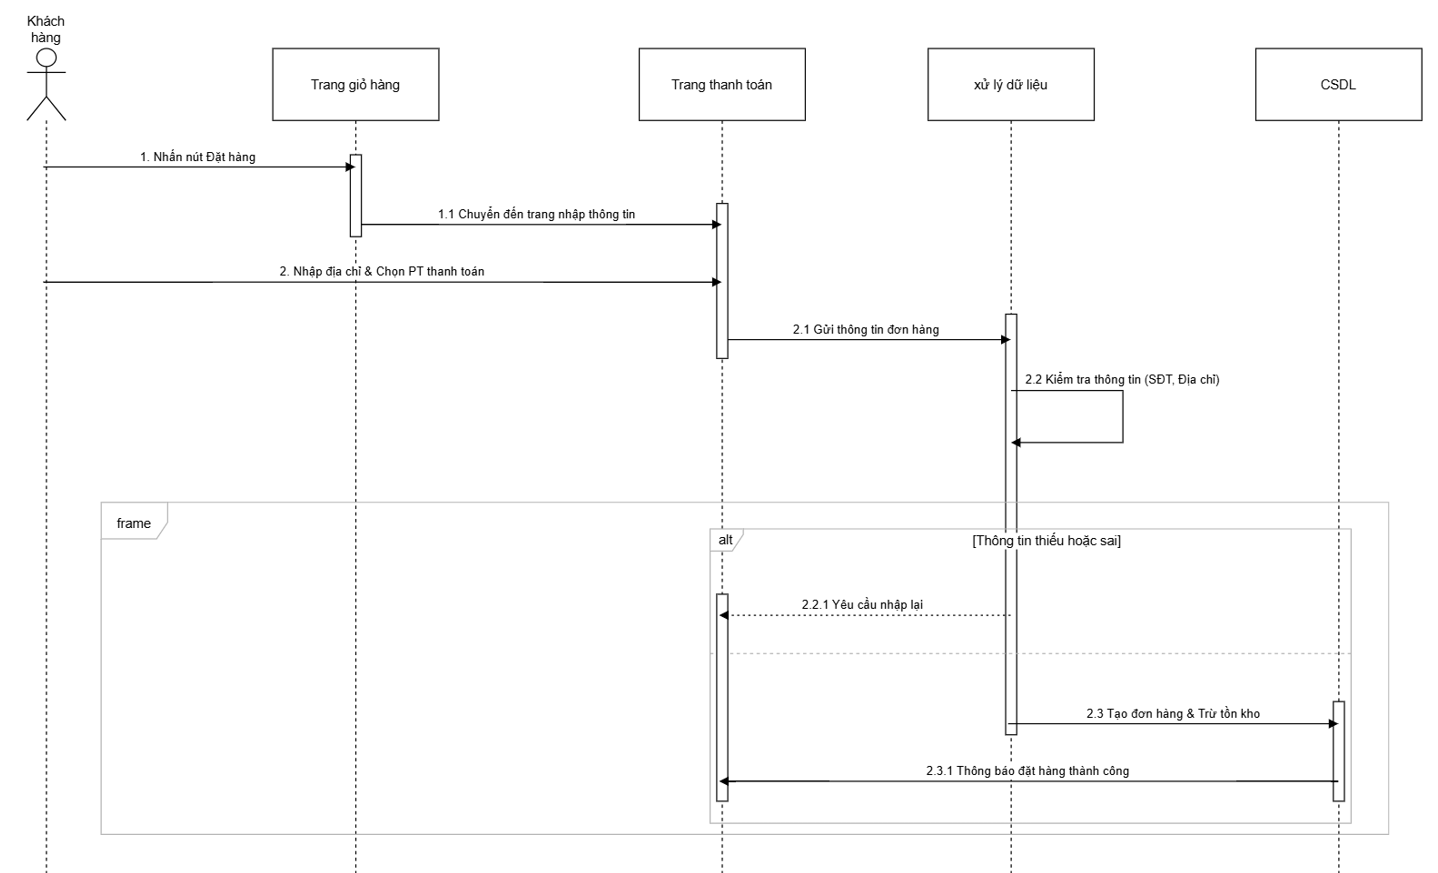 Khách
hàng
Trang giỏ hàng
Trang thanh toán
xử lý dữ liệu
CSDL
1. Nhấn nút Đặt hàng
1.1 Chuyển đến trang nhập thông tin
2. Nhập địa chỉ & Chọn PT thanh toán
2.1 Gửi thông tin đơn hàng
2.2 Kiểm tra thông tin (SĐT, Địa chỉ)
frame
alt
[Thông tin thiếu hoặc sai]
2.2.1 Yêu cầu nhập lại
2.3 Tạo đơn hàng & Trừ tồn kho
2.3.1 Thông báo đặt hàng thành công